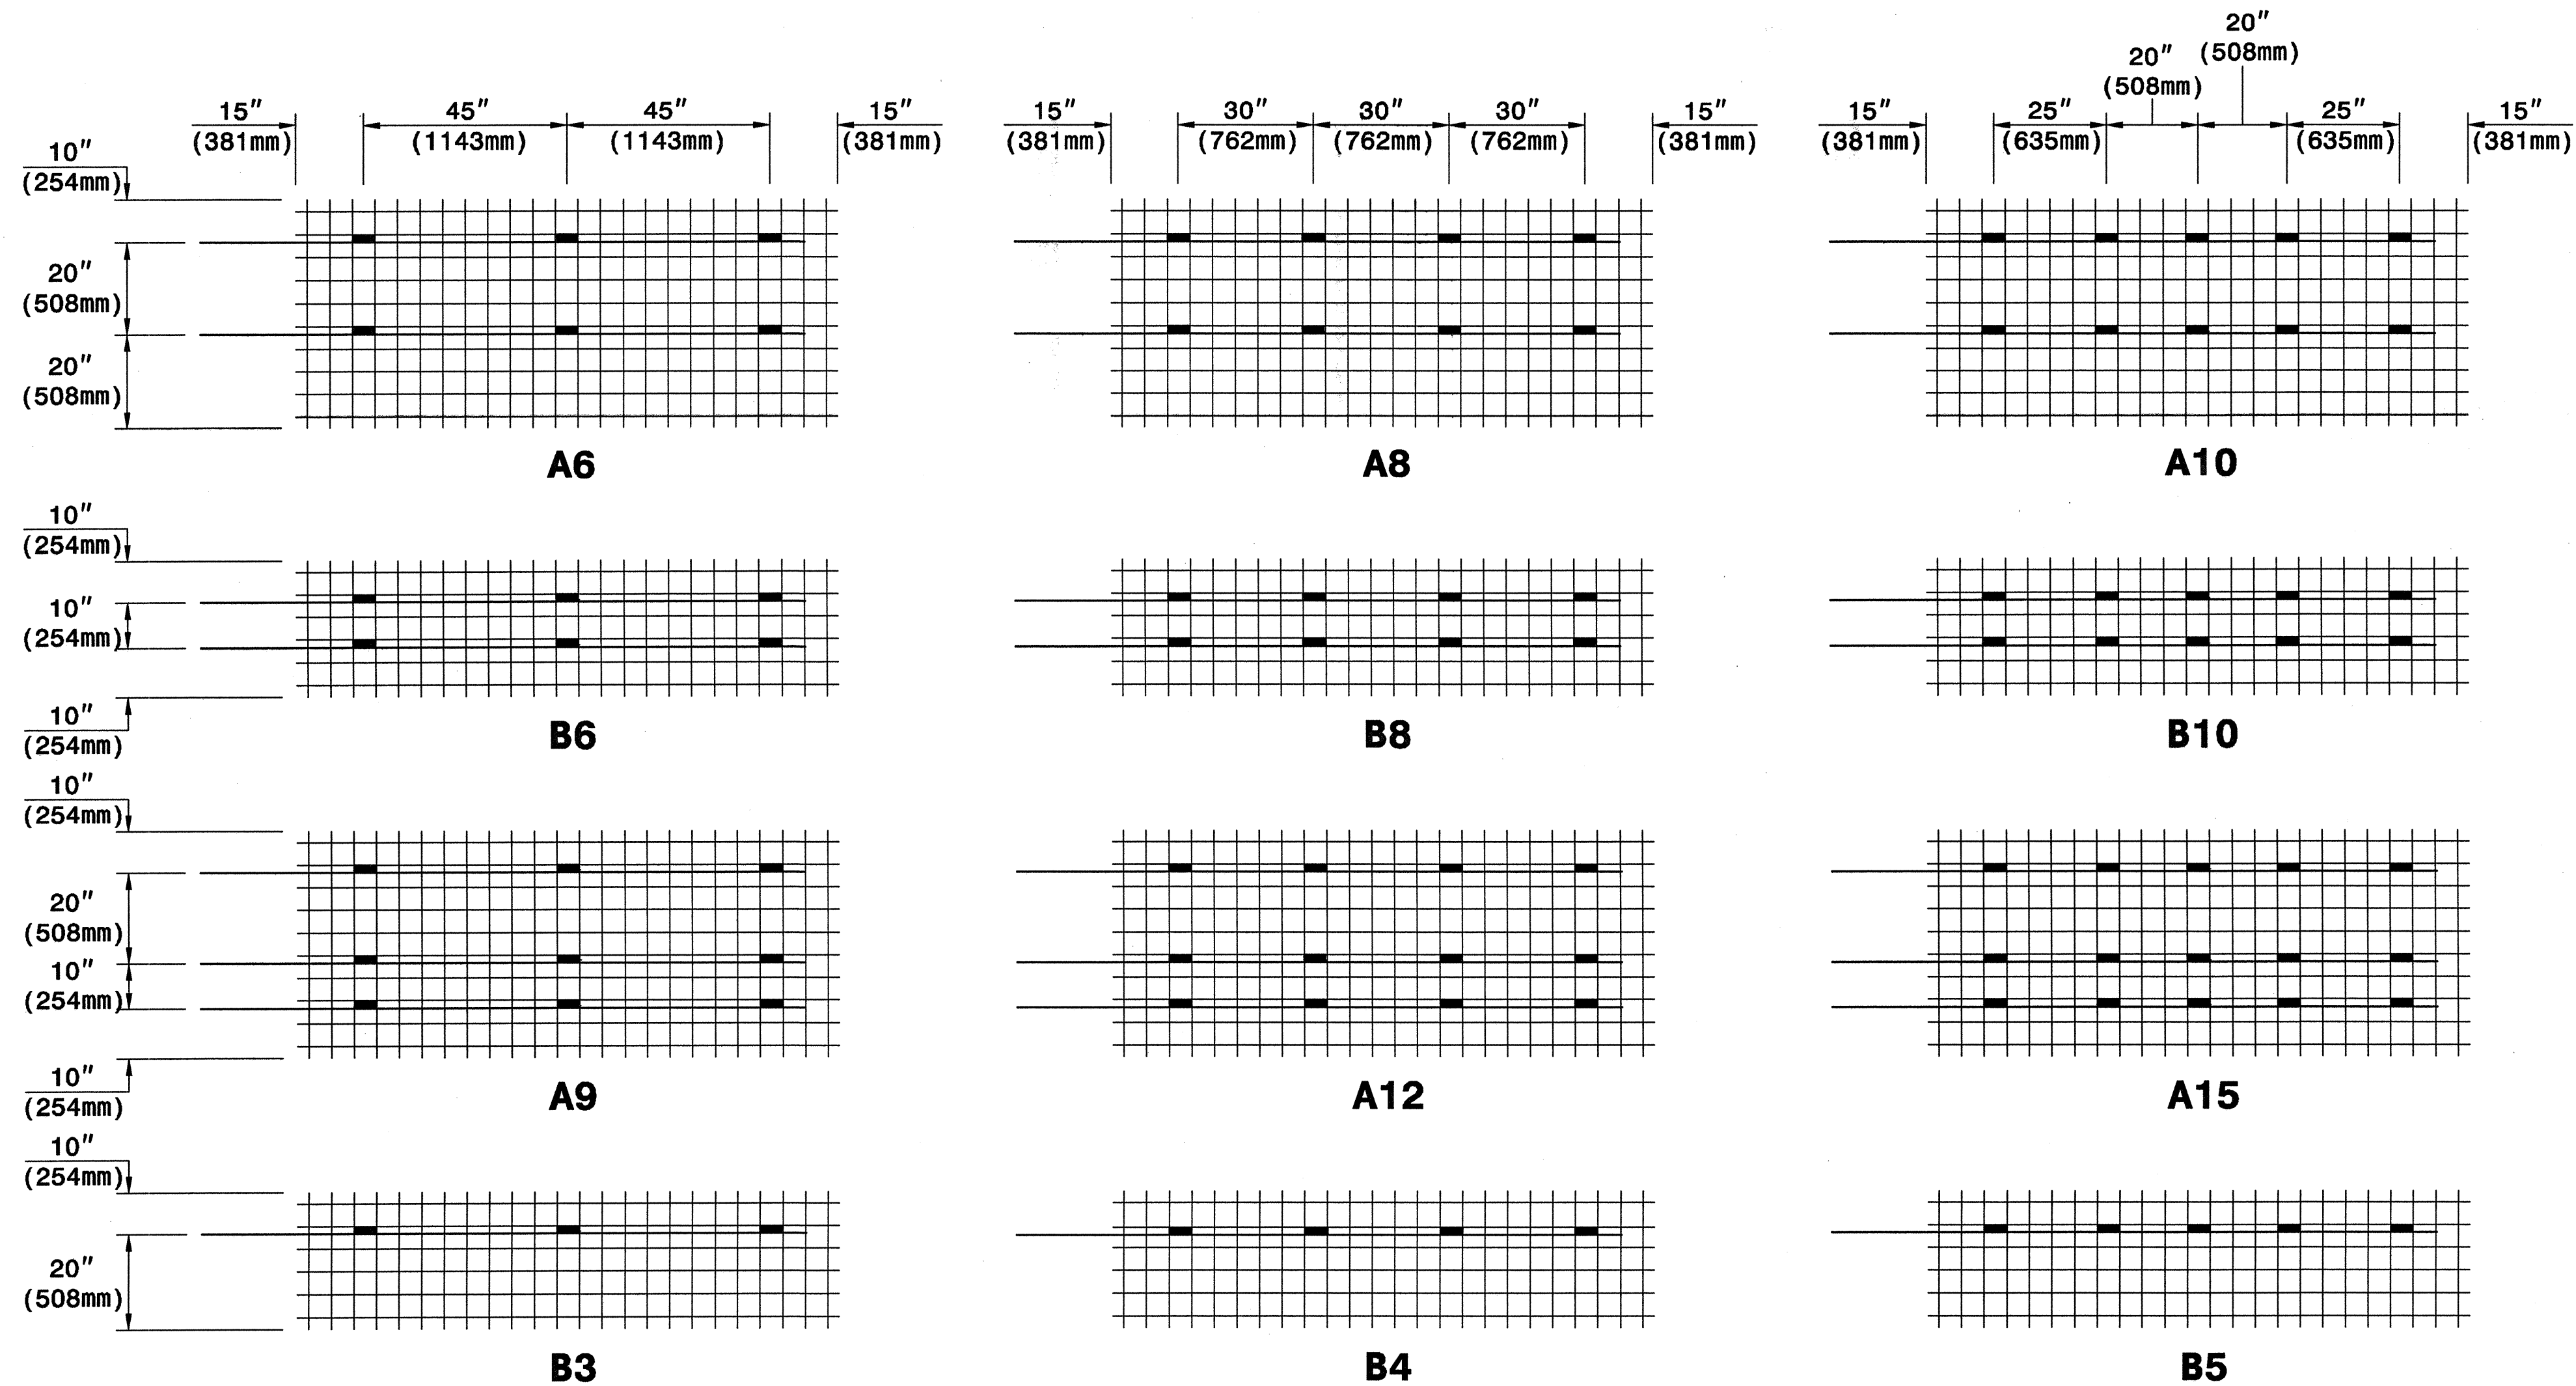 20″
20″ (508mm)
15″ 45″ 45″ 15″ 15″ 30″ 30″ 30″ 15″ 15″ 25″ (508mm) 25″ 15″
(381mm) (1143mm) (1143mm) (381mm) (381mm) (762mm) (762mm) (762mm) (381mm) (381mm) (635mm) (635mm) (381mm)
10″
(254mm)
20″
(508mm)
20″
(508mm)
A6 A8 A10
10″
(254mm)
10″
(254mm)
10″
(254mm)
B6 B8 B10
10″
(254mm)
20″
(508mm)
10″
(254mm)
10″
(254mm)
A9 A12 A15
10″
(254mm)
20″
(508mm)
B3 B4 B5